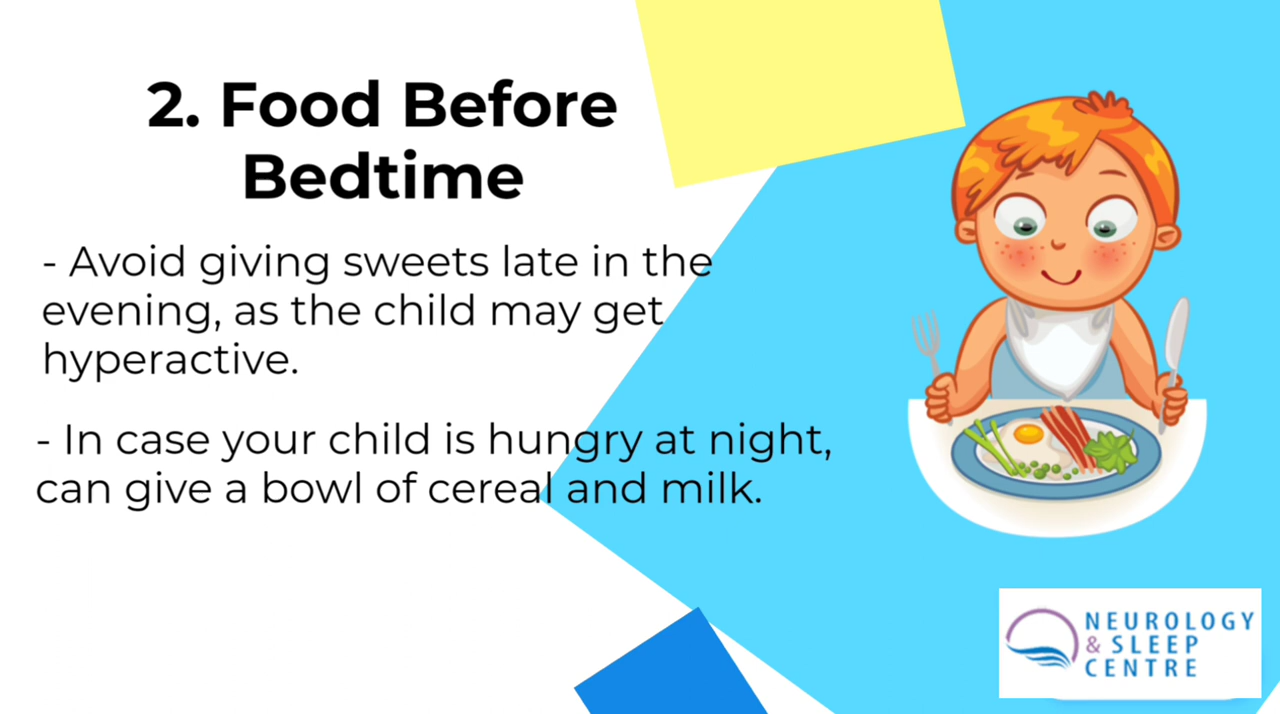 2. Food Before
Bedtime
- Avoid giving sweets late in the
evening, as the child may get
hyperactive.
- In case your child is hungry at night,
can give a bowl of cereal and milk.
NEUROLOGY
& SLEEP
CENTRE